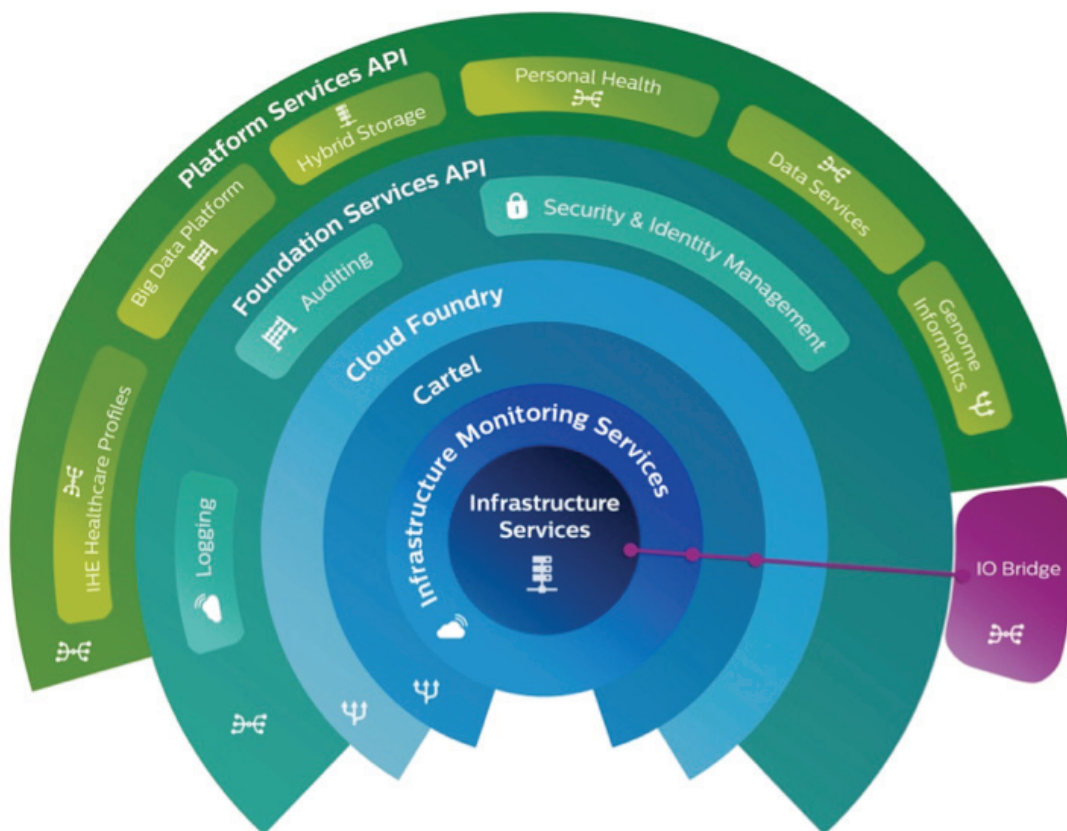 Platform Services API
IHE Healthcare Profiles
Big Data Platform
Hybrid Storage
Personal Health
Data Services
Genome
Informatics
Foundation Services API
Logging
Auditing
Security & Identity Management
Cloud Foundry
Cartel
Infrastructure Monitoring Services
Infrastructure
Services
IO Bridge